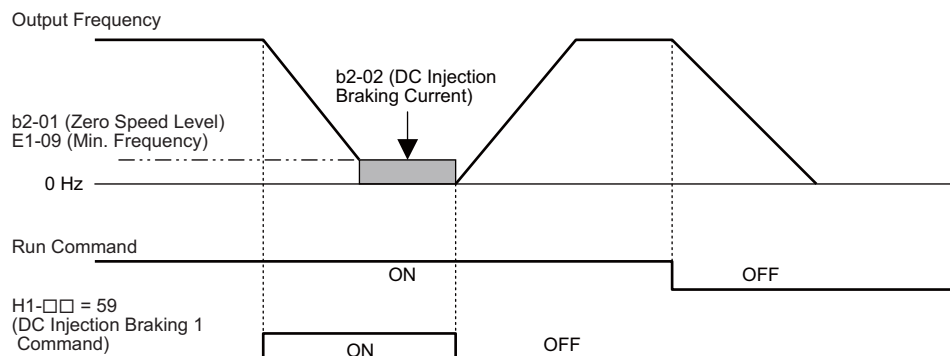 Output Frequency
b2-02 (DC Injection
Braking Current)
b2-01 (Zero Speed Level)
E1-09 (Min. Frequency)
0 Hz
Run Command
ON
OFF
H1-□□ = 59
(DC Injection Braking 1
Command)
ON
OFF